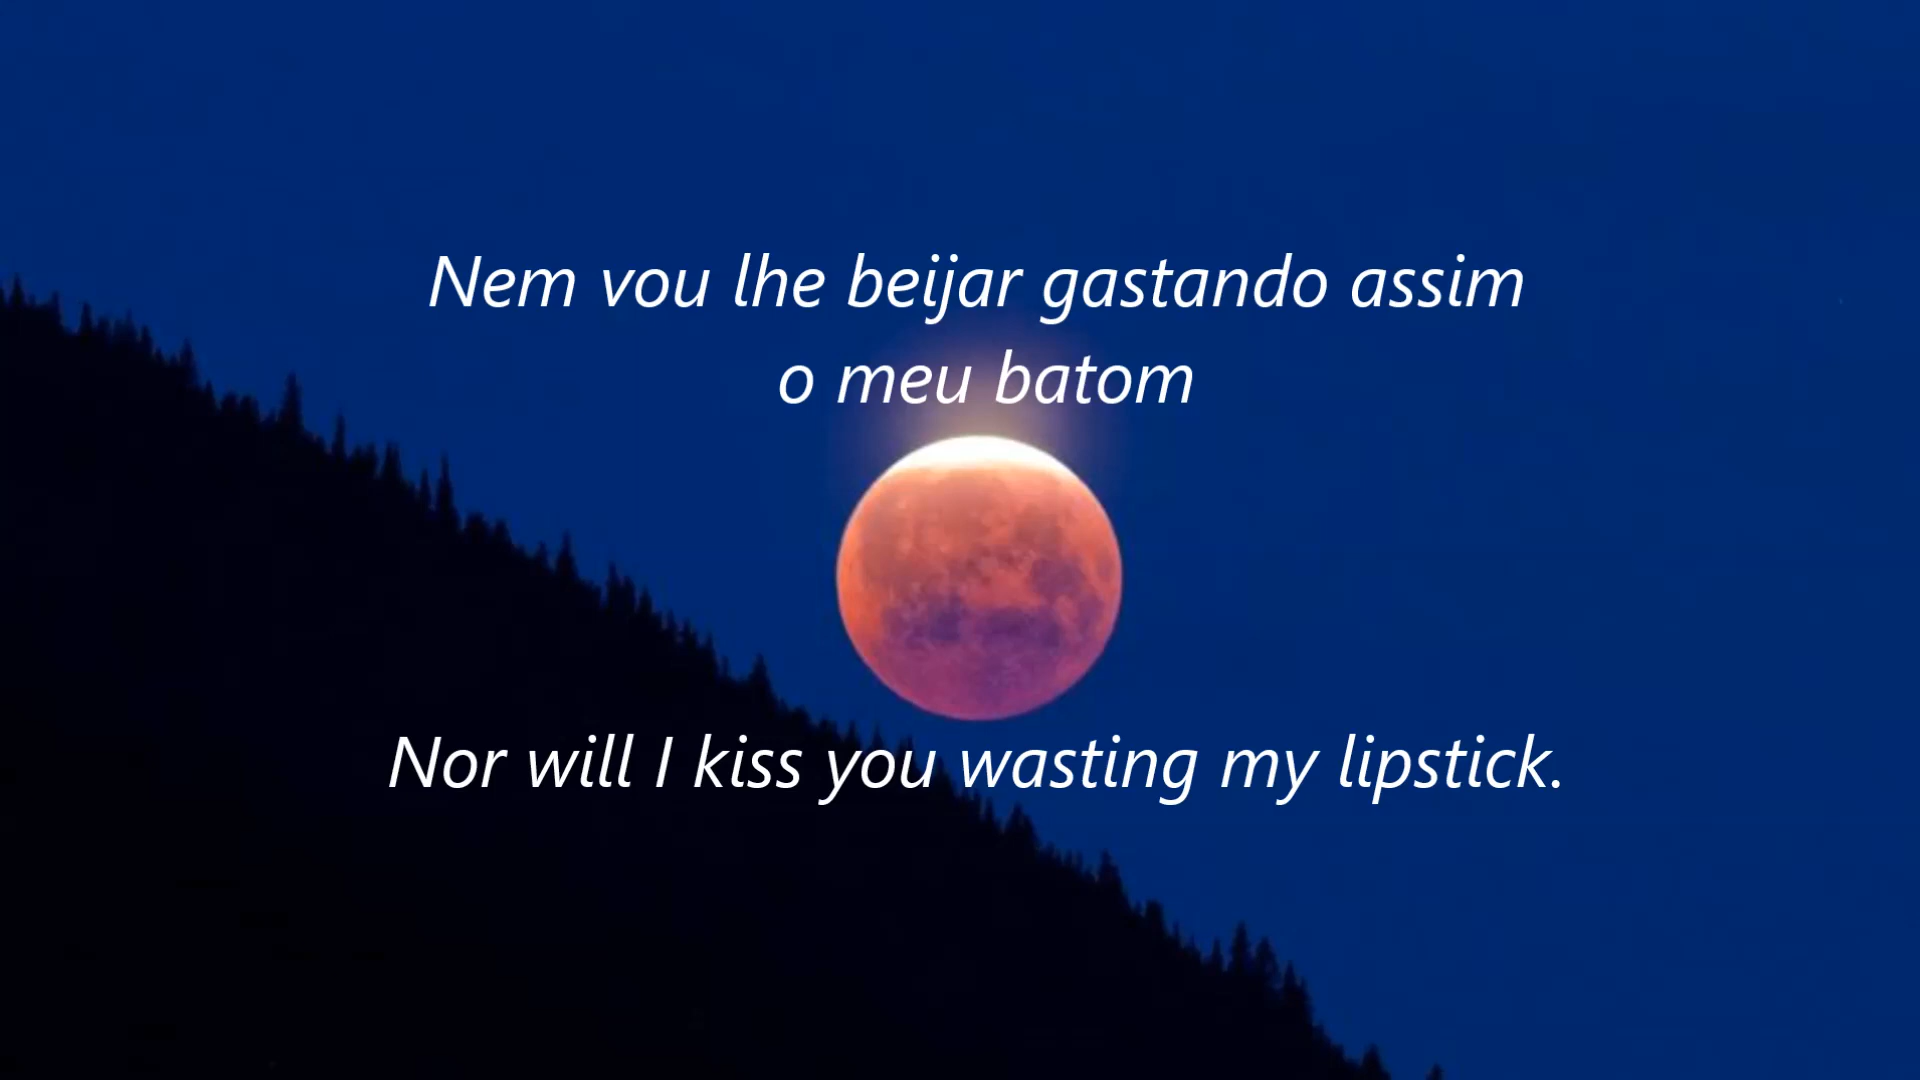 Nem vou lhe beijar gastando assim
o meu batom
Nor will I kiss you wasting my lipstick.